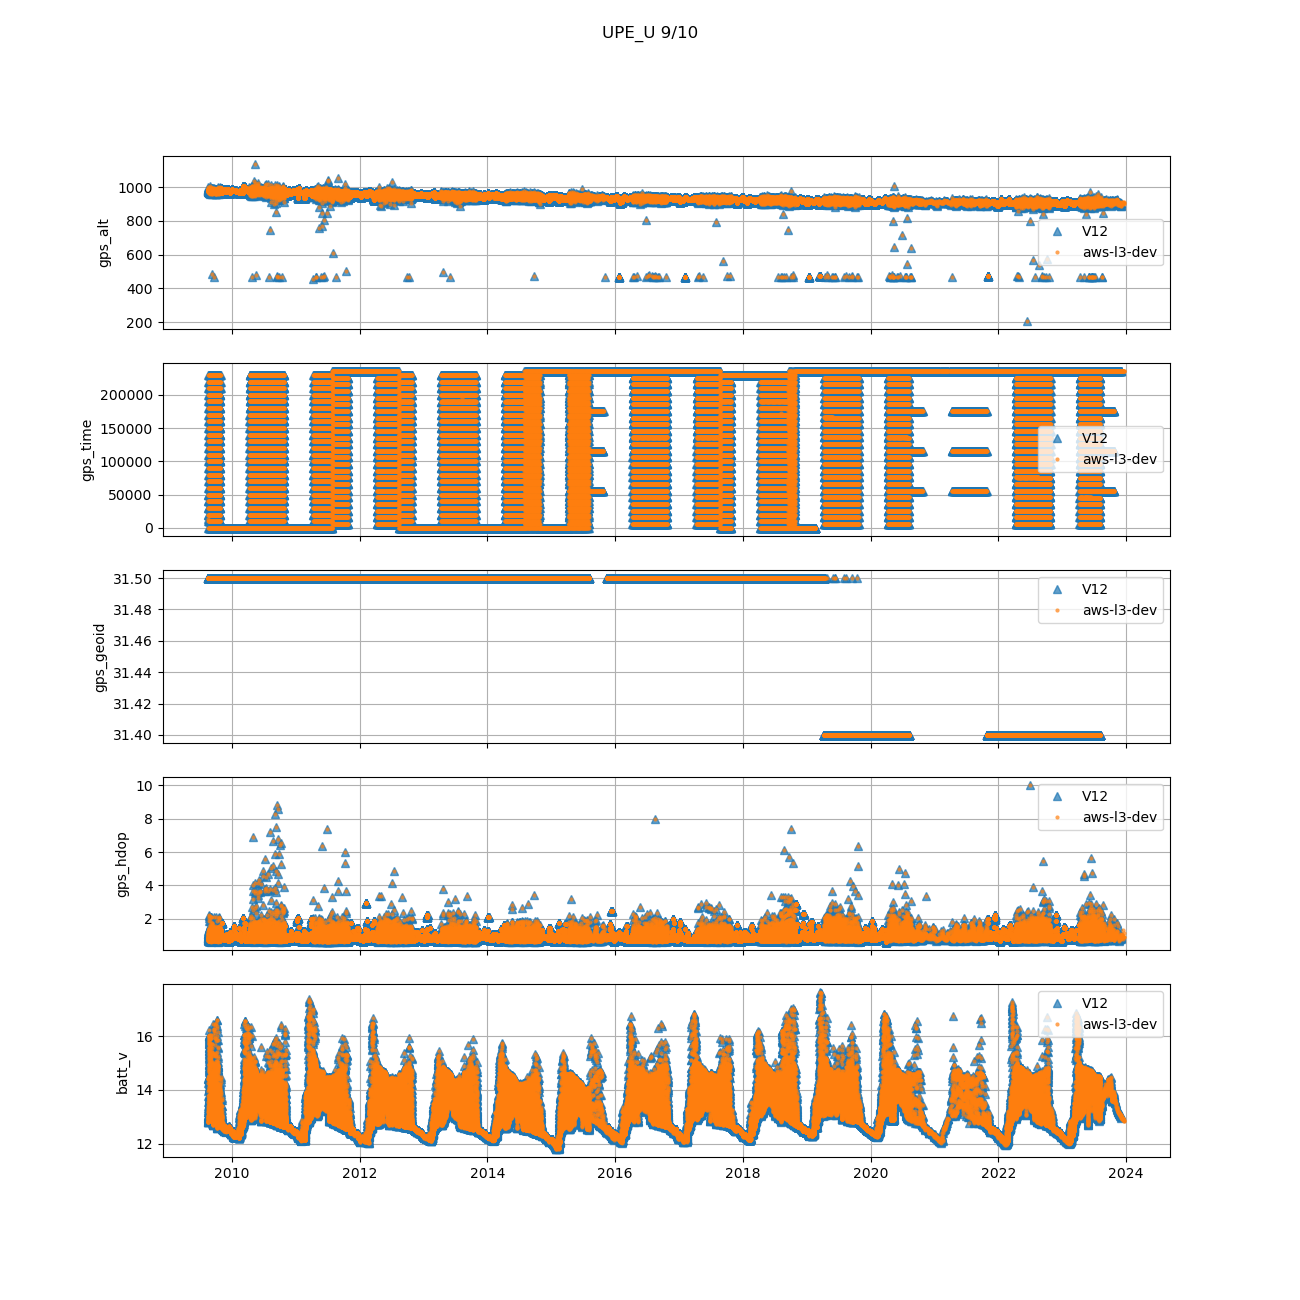 UPE_U 9/10
1000
800
600
400
200
gps_alt
V12
aws-l3-dev
200000
150000
100000
50000
0
gps_time
V12
aws-l3-dev
31.50
31.48
31.46
31.44
31.42
31.40
gps_geoid
V12
aws-l3-dev
10
8
6
4
2
gps_hdop
V12
aws-l3-dev
16
14
12
batt_v
V12
aws-l3-dev
2010 2012 2014 2016 2018 2020 2022 2024